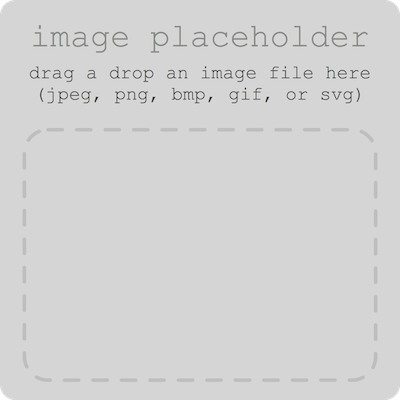 image placeholder
drag a drop an image file here
(jpeg, png, bmp, gif, or svg)